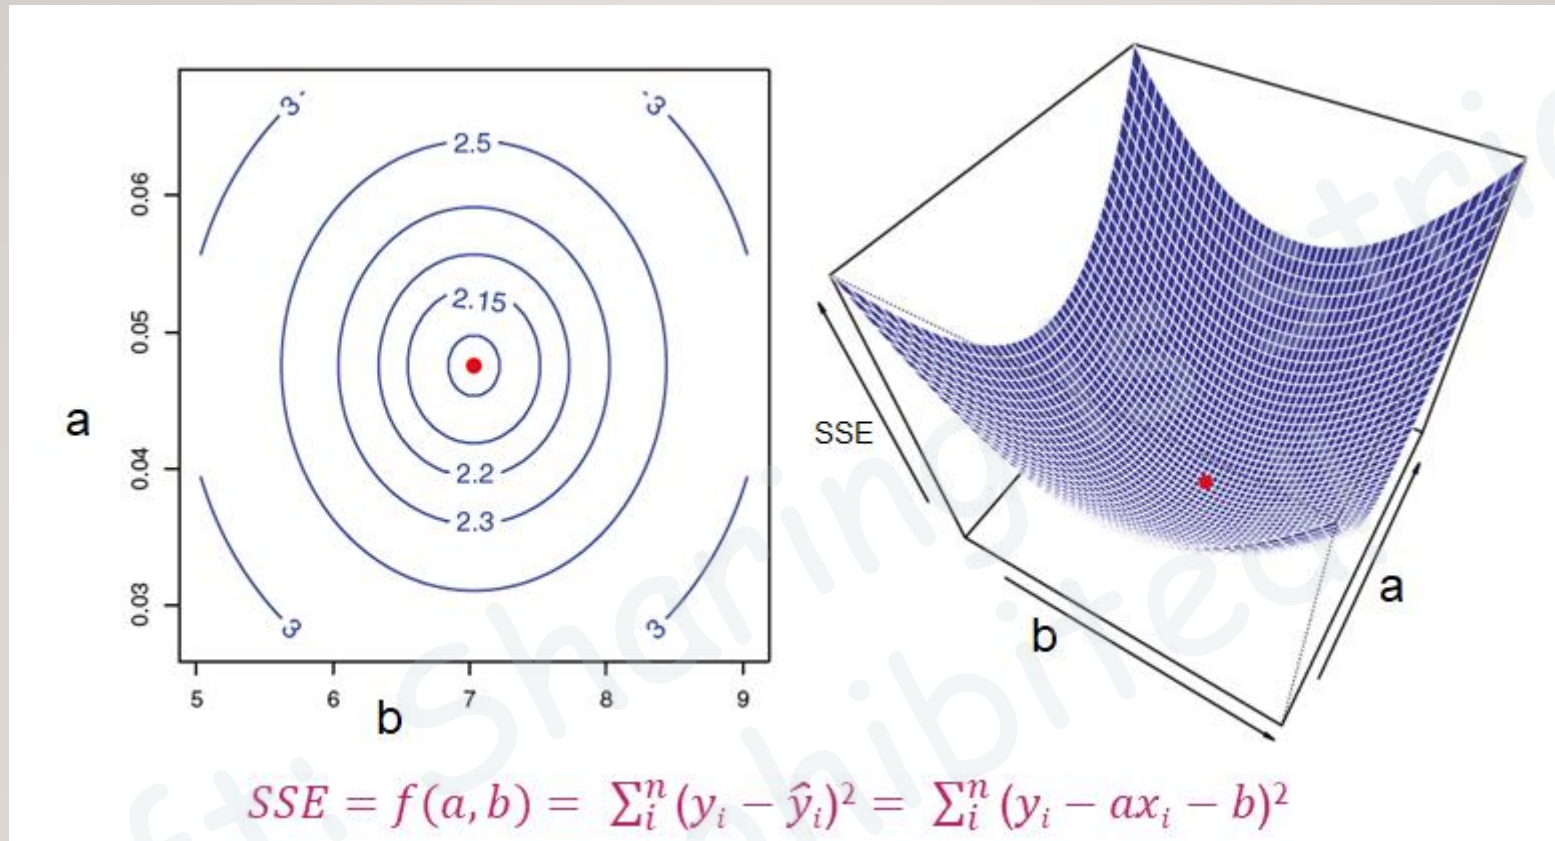 3
3
2.5
0.06
2.15
0.05
a
SSE
0.04
2.2
2.3
a
0.03
3
3
b
5 6 7 8 9
b
SSE = f(a, b) = ∑ᵢⁿ (yᵢ − ŷᵢ)² = ∑ᵢⁿ (yᵢ − axᵢ − b)²
Sharing